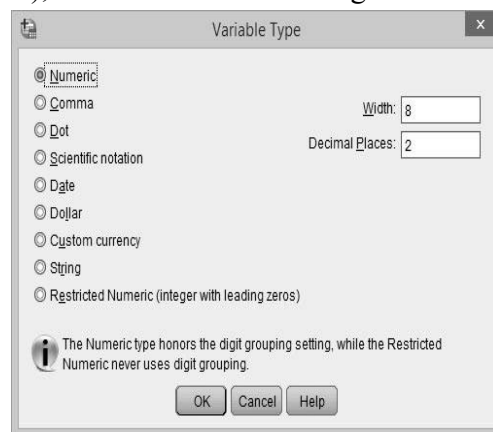 Variable Type
x
Numeric
Comma
Width: 8
Dot
Decimal Places: 2
Scientific notation
Date
Dollar
Custom currency
String
Restricted Numeric (integer with leading zeros)
The Numeric type honors the digit grouping setting, while the Restricted
Numeric never uses digit grouping.
OK Cancel Help